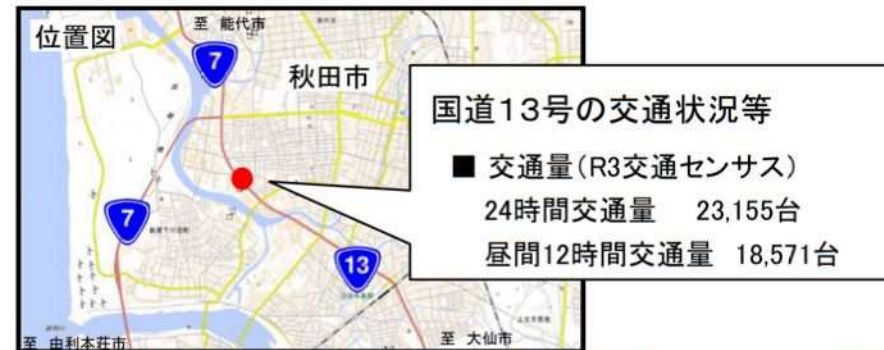 位置図
至 能代市
7
秋田市
国道13号の交通状況等
■ 交通量(R3交通センサス)
24時間交通量 23,155台
昼間12時間交通量 18,571台
7
13
至 由利本荘市
至 大仙市